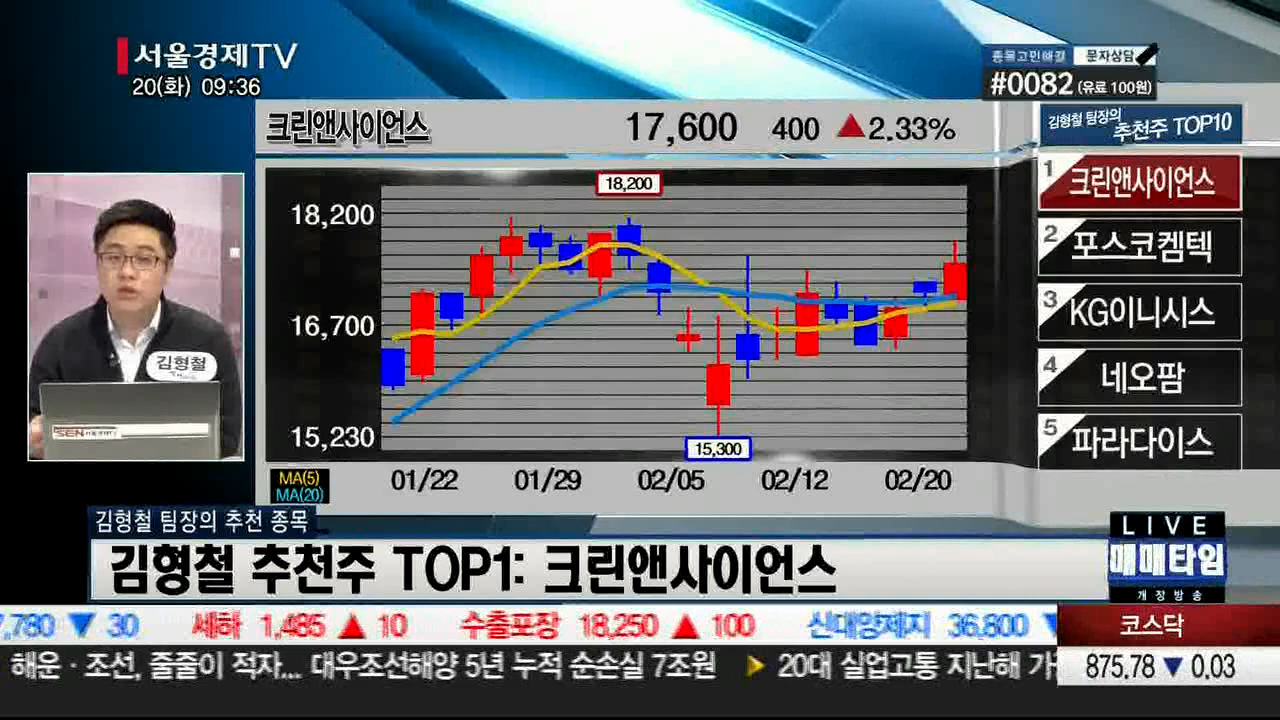 서울경제TV
20(화) 09:36
종목고민해결 문자상담
#0082 (유료 100원)
크린앤사이언스 17,600 400 ▲2.33%
김형철 팀장의 추천주 TOP10
1 크린앤사이언스
2 포스코켐텍
3 KG이니시스
4 네오팜
5 파라다이스
18,200
18,200
16,700
15,230
15,300
01/22 01/29 02/05 02/12 02/20
MA(5)
MA(20)
김형철
SEN 서울경제TV
김형철 팀장의 추천 종목
김형철 추천주 TOP1: 크린앤사이언스
LIVE
매매타임
개장방송
7,780 ▼ 30 세하 1,485 ▲ 10 수출포장 18,250 ▲ 100 신대양제지 36,800 ▼
코스닥
해운·조선, 줄줄이 적자... 대우조선해양 5년 누적 순손실 7조원 ▶ 20대 실업고통 지난해 가
875.78 ▼ 0.03